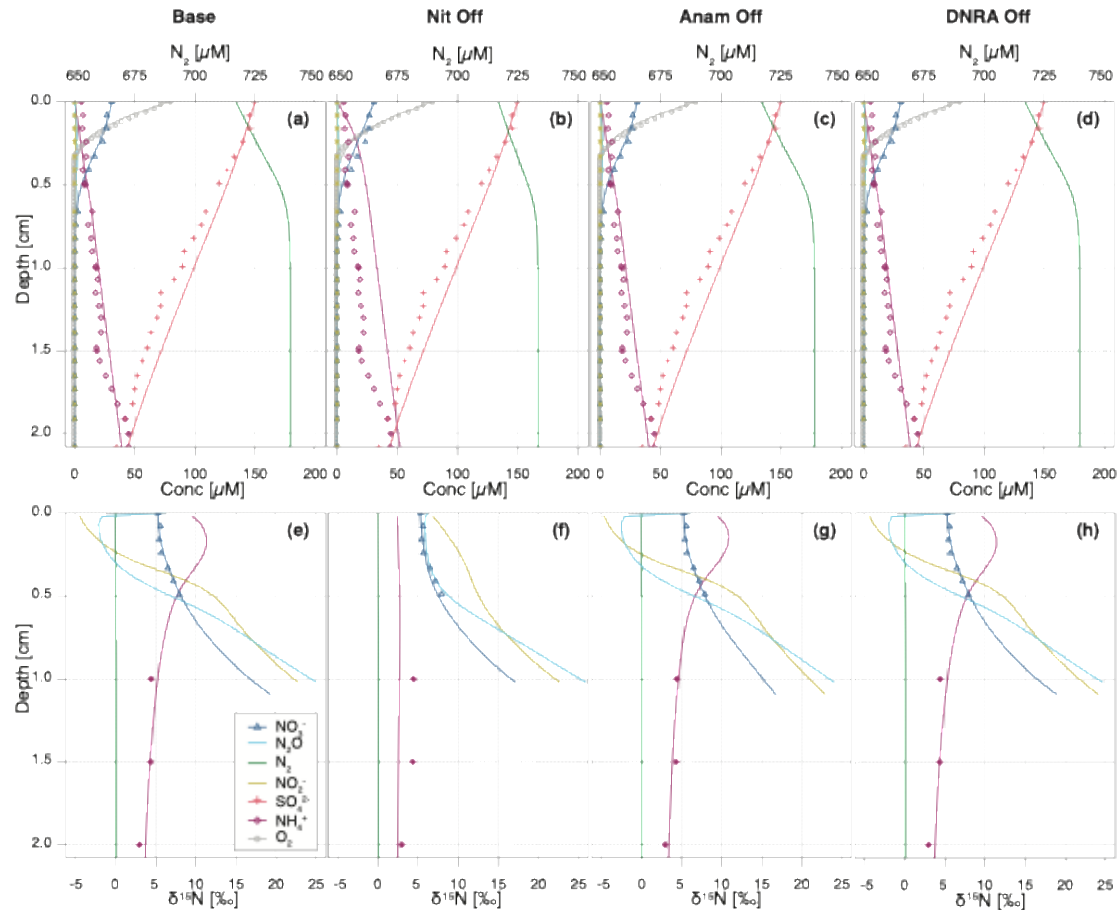 Base Nit Off Anam Off DNRA Off
N₂ [µM] N₂ [µM] N₂ [µM] N₂ [µM]
650 675 700 725 750 650 675 700 725 750 650 675 700 725 750 650 675 700 725 750
0.0
(a) (b) (c) (d)
0.5
Depth [cm]
1.0
1.5
2.0
0 50 100 150 200 0 50 100 150 200 0 50 100 150 200 0 50 100 150 200
Conc [µM] Conc [µM] Conc [µM] Conc [µM]
0.0
(e) (f) (g) (h)
0.5
Depth [cm]
1.0
NO₃⁻
N₂O
N₂
NO₂⁻
SO₄²⁻
NH₄⁺
O₂
1.5
2.0
-5 0 5 10 15 20 25 -5 0 5 10 15 20 25 -5 0 5 10 15 20 25 -5 0 5 10 15 20 25
δ¹⁵N [‰] δ¹⁵N [‰] δ¹⁵N [‰] δ¹⁵N [‰]